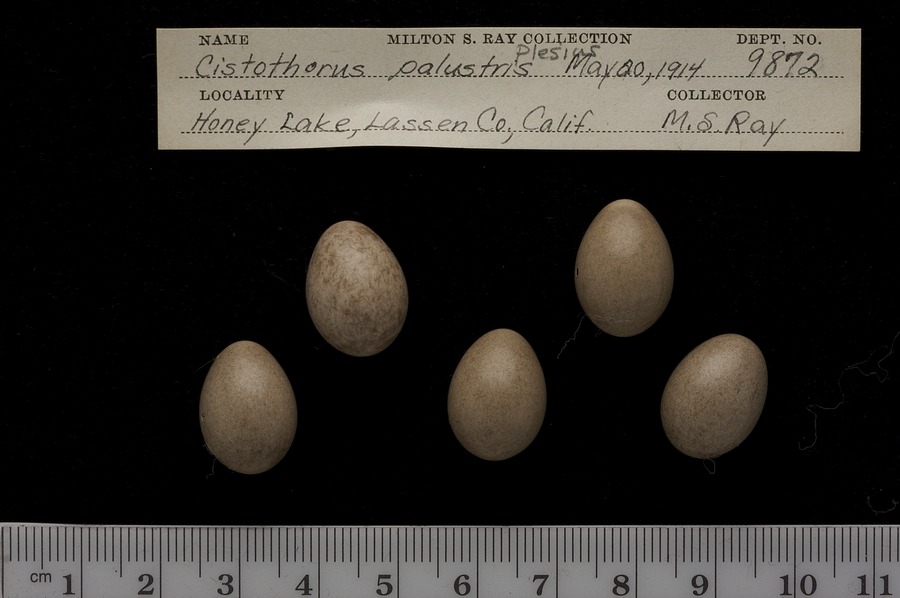 NAME MILTON S. RAY COLLECTION DEPT. NO.
plesius
Cistothorus palustris May 20, 1914 9872
LOCALITY COLLECTOR
Honey Lake, Lassen Co., Calif. M. S. Ray
cm 1 2 3 4 5 6 7 8 9 10 11